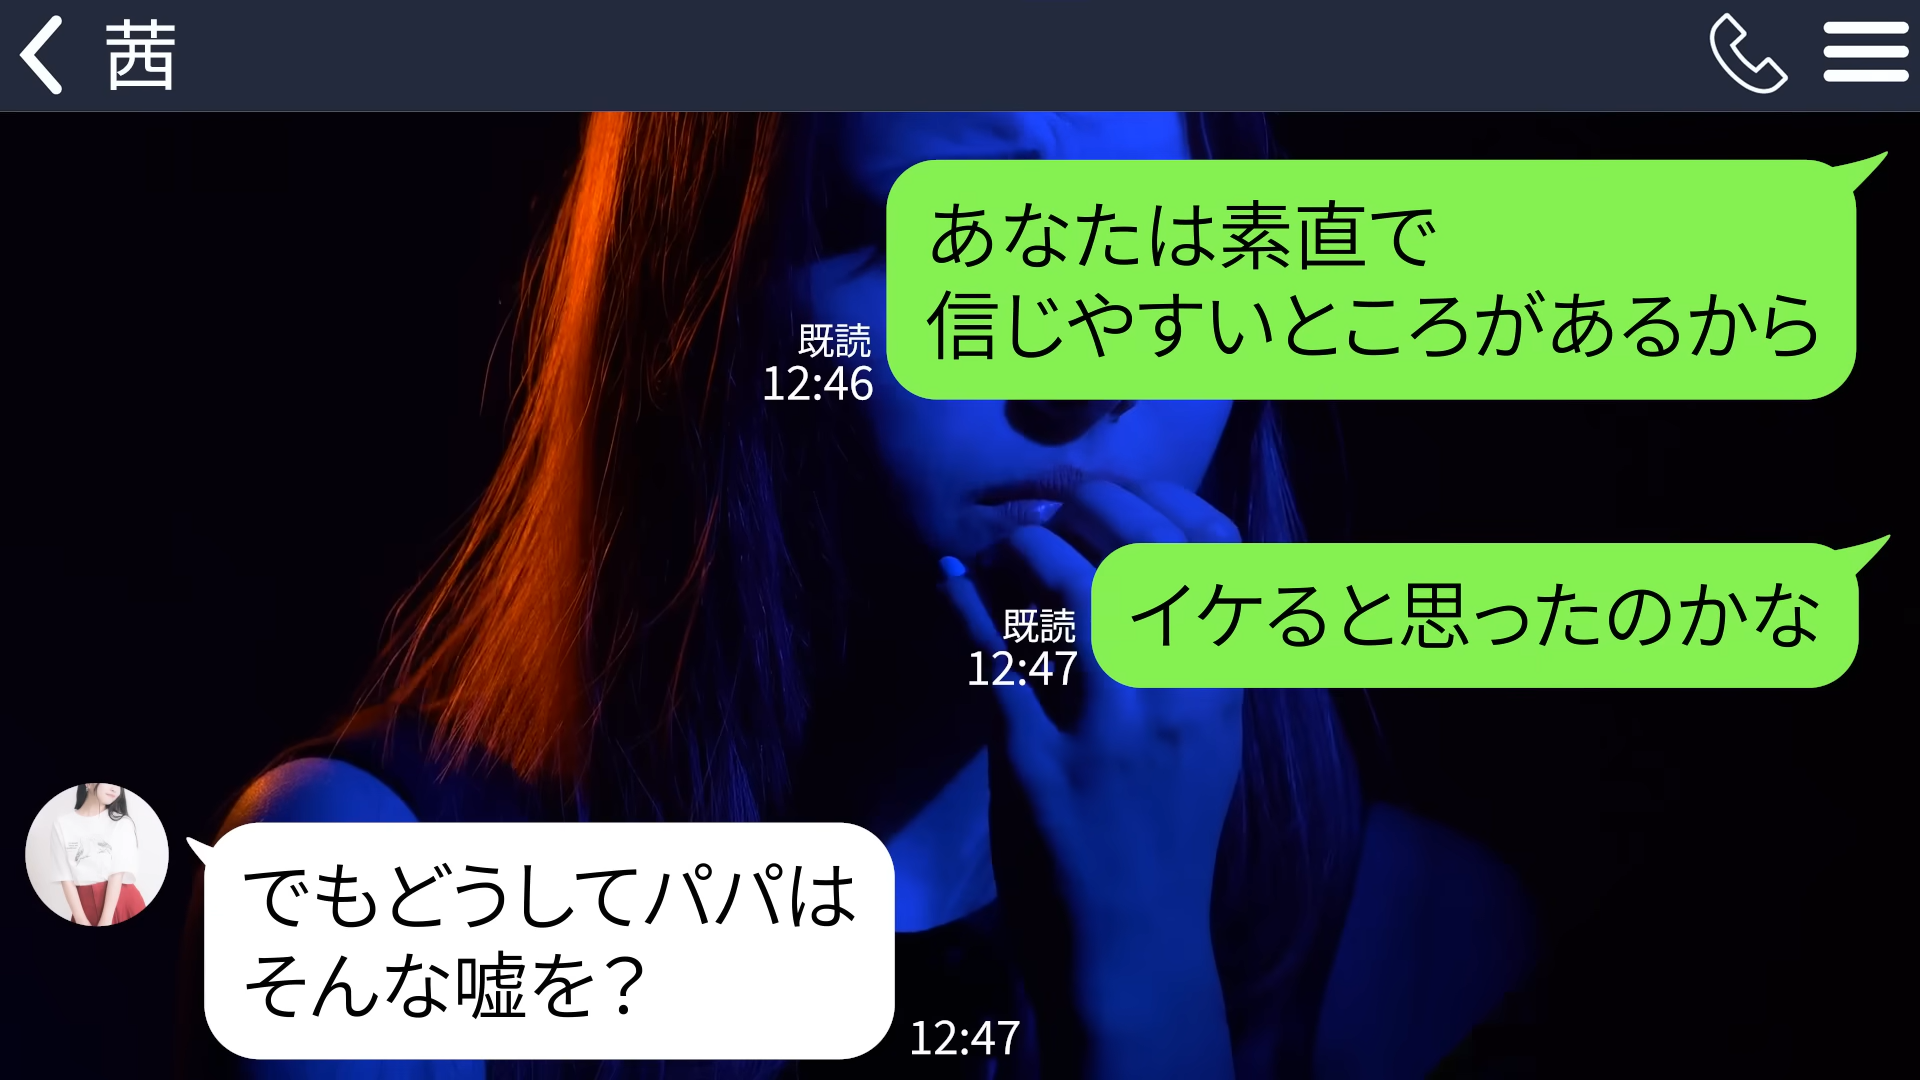 茜
あなたは素直で
信じやすいところがあるから
既読
12:46
イケると思ったのかな
既読
12:47
でもどうしてパパは
そんな嘘を?
12:47